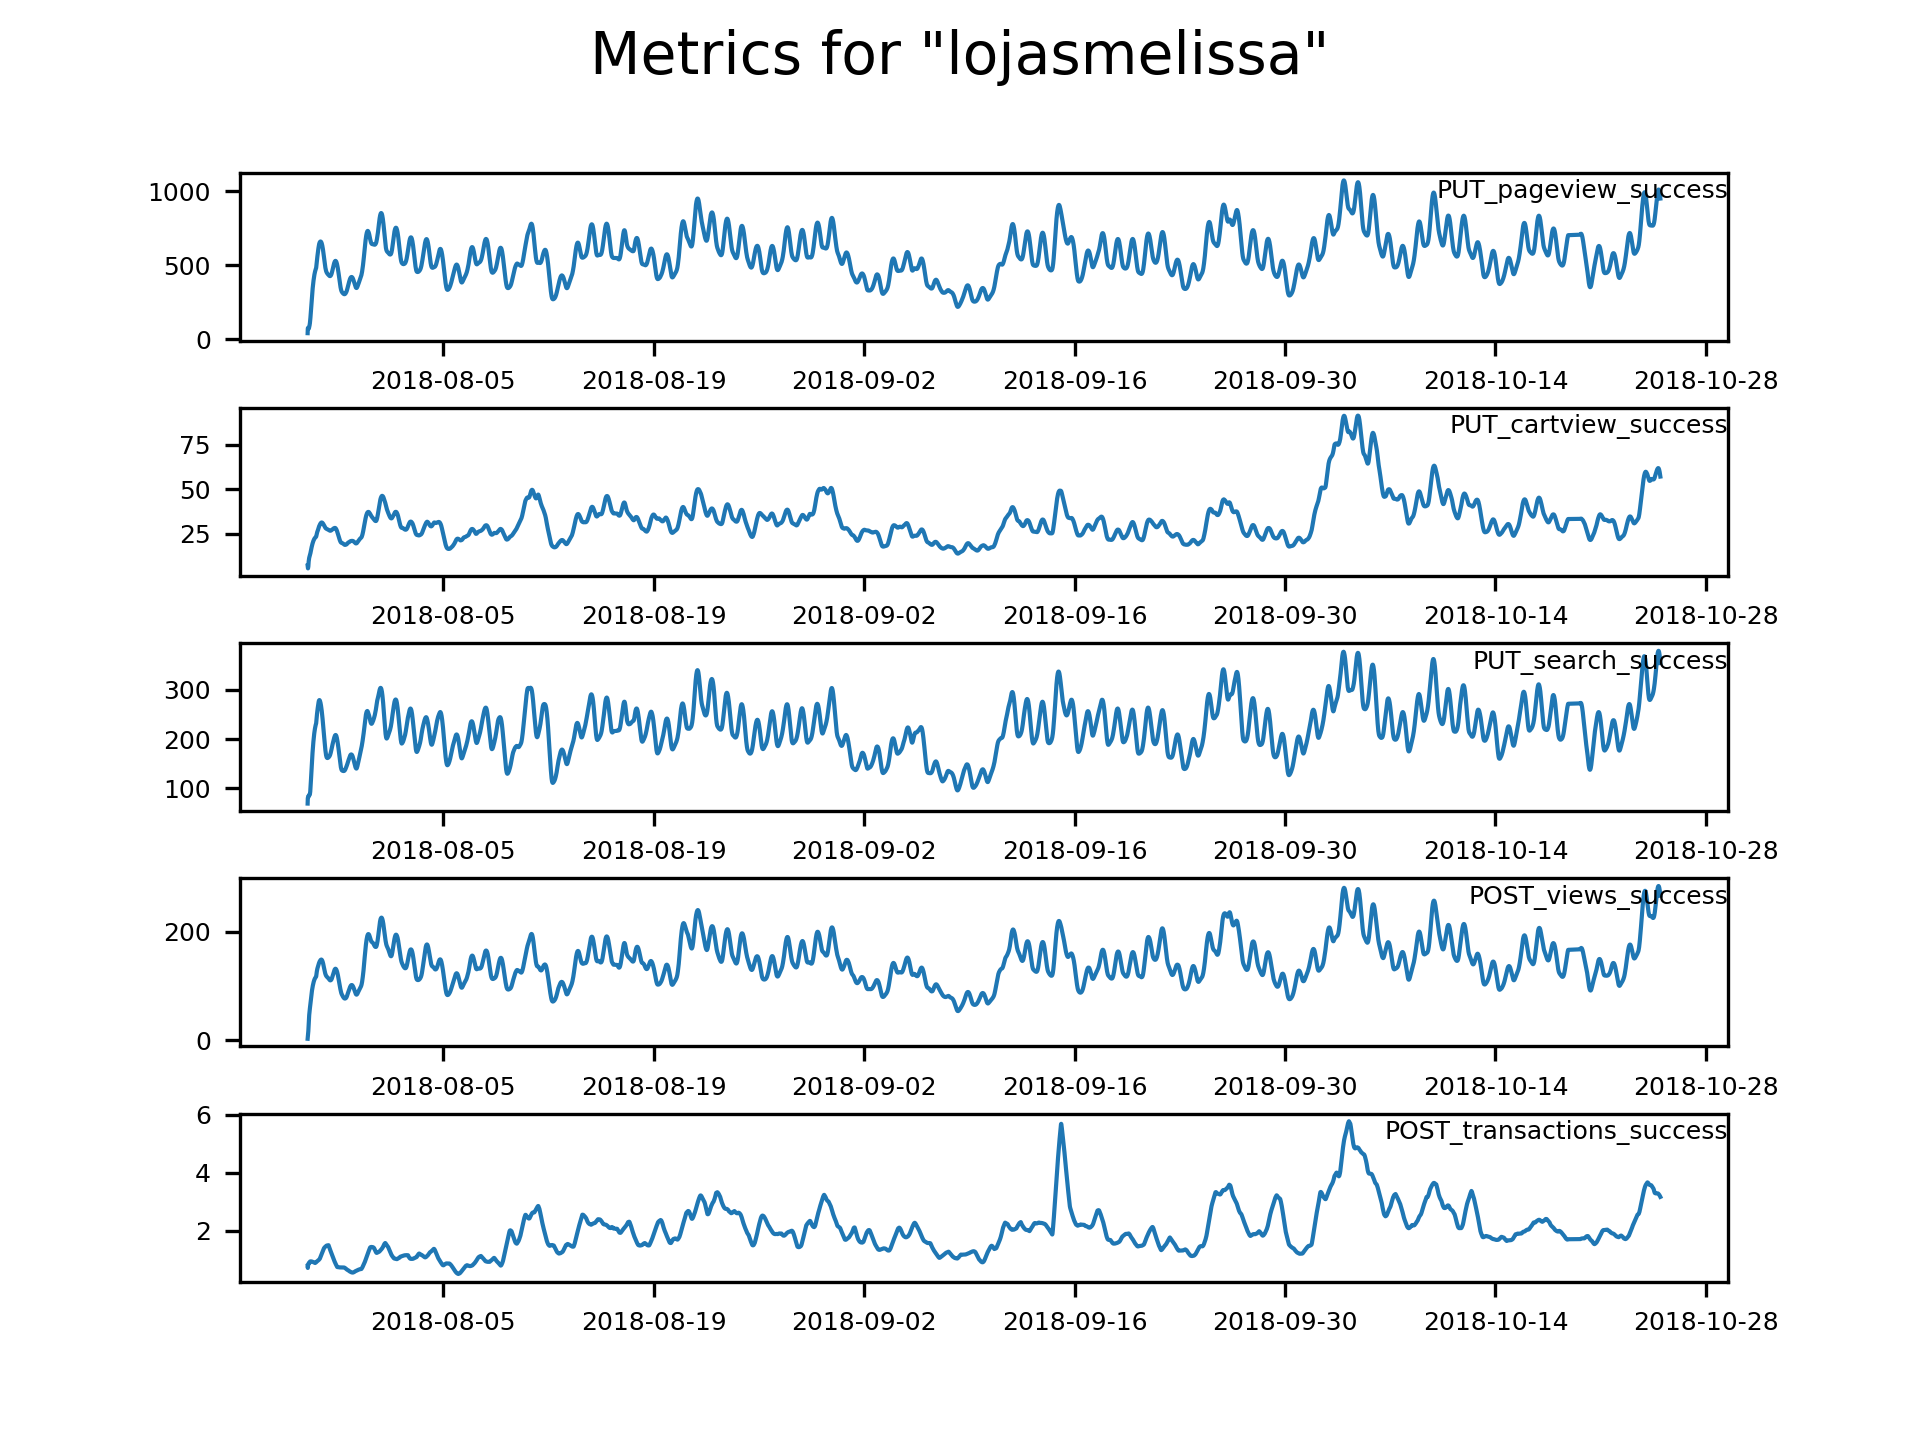 Metrics for "lojasmelissa"
PUT_pageview_success
1000
500
0
2018-08-05 2018-08-19 2018-09-02 2018-09-16 2018-09-30 2018-10-14 2018-10-28
PUT_cartview_success
75
50
25
2018-08-05 2018-08-19 2018-09-02 2018-09-16 2018-09-30 2018-10-14 2018-10-28
PUT_search_success
300
200
100
2018-08-05 2018-08-19 2018-09-02 2018-09-16 2018-09-30 2018-10-14 2018-10-28
POST_views_success
200
0
2018-08-05 2018-08-19 2018-09-02 2018-09-16 2018-09-30 2018-10-14 2018-10-28
6
POST_transactions_success
4
2
2018-08-05 2018-08-19 2018-09-02 2018-09-16 2018-09-30 2018-10-14 2018-10-28